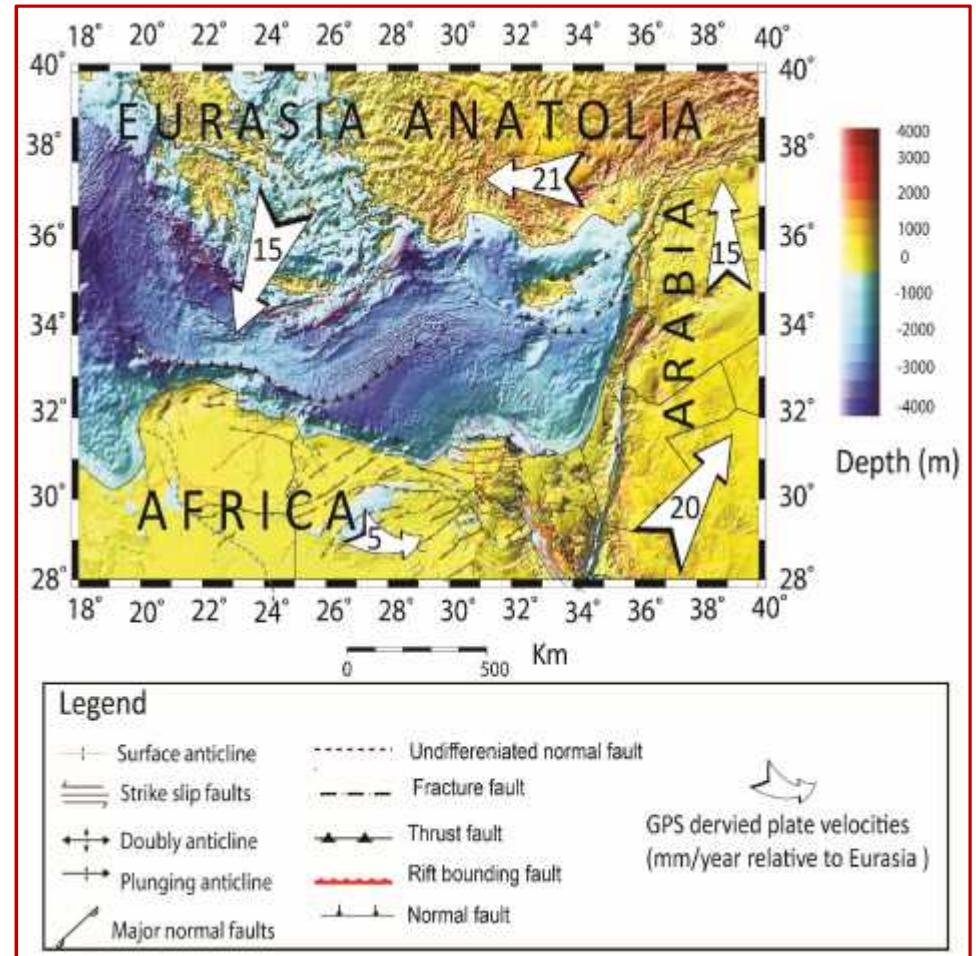 18° 20° 22° 24° 26° 28° 30° 32° 34° 36° 38° 40°
40° 40°
EURASIA ANATOLIA
38° 38°
21
36° 15 15 36°
34° 34°
ARABIA
32° 32°
30° 30°
AFRICA
5
20
28° 28°
18° 20° 22° 24° 26° 28° 30° 32° 34° 36° 38° 40°
4000
3000
2000
1000
0
-1000
-2000
-3000
-4000
Depth (m)
0 500 Km
Legend
Surface anticline
Strike slip faults
Doubly anticline
Plunging anticline
Major normal faults
Undiffereniated normal fault
Fracture fault
Thrust fault
Rift bounding fault
Normal fault
GPS dervied plate velocities
(mm/year relative to Eurasia )